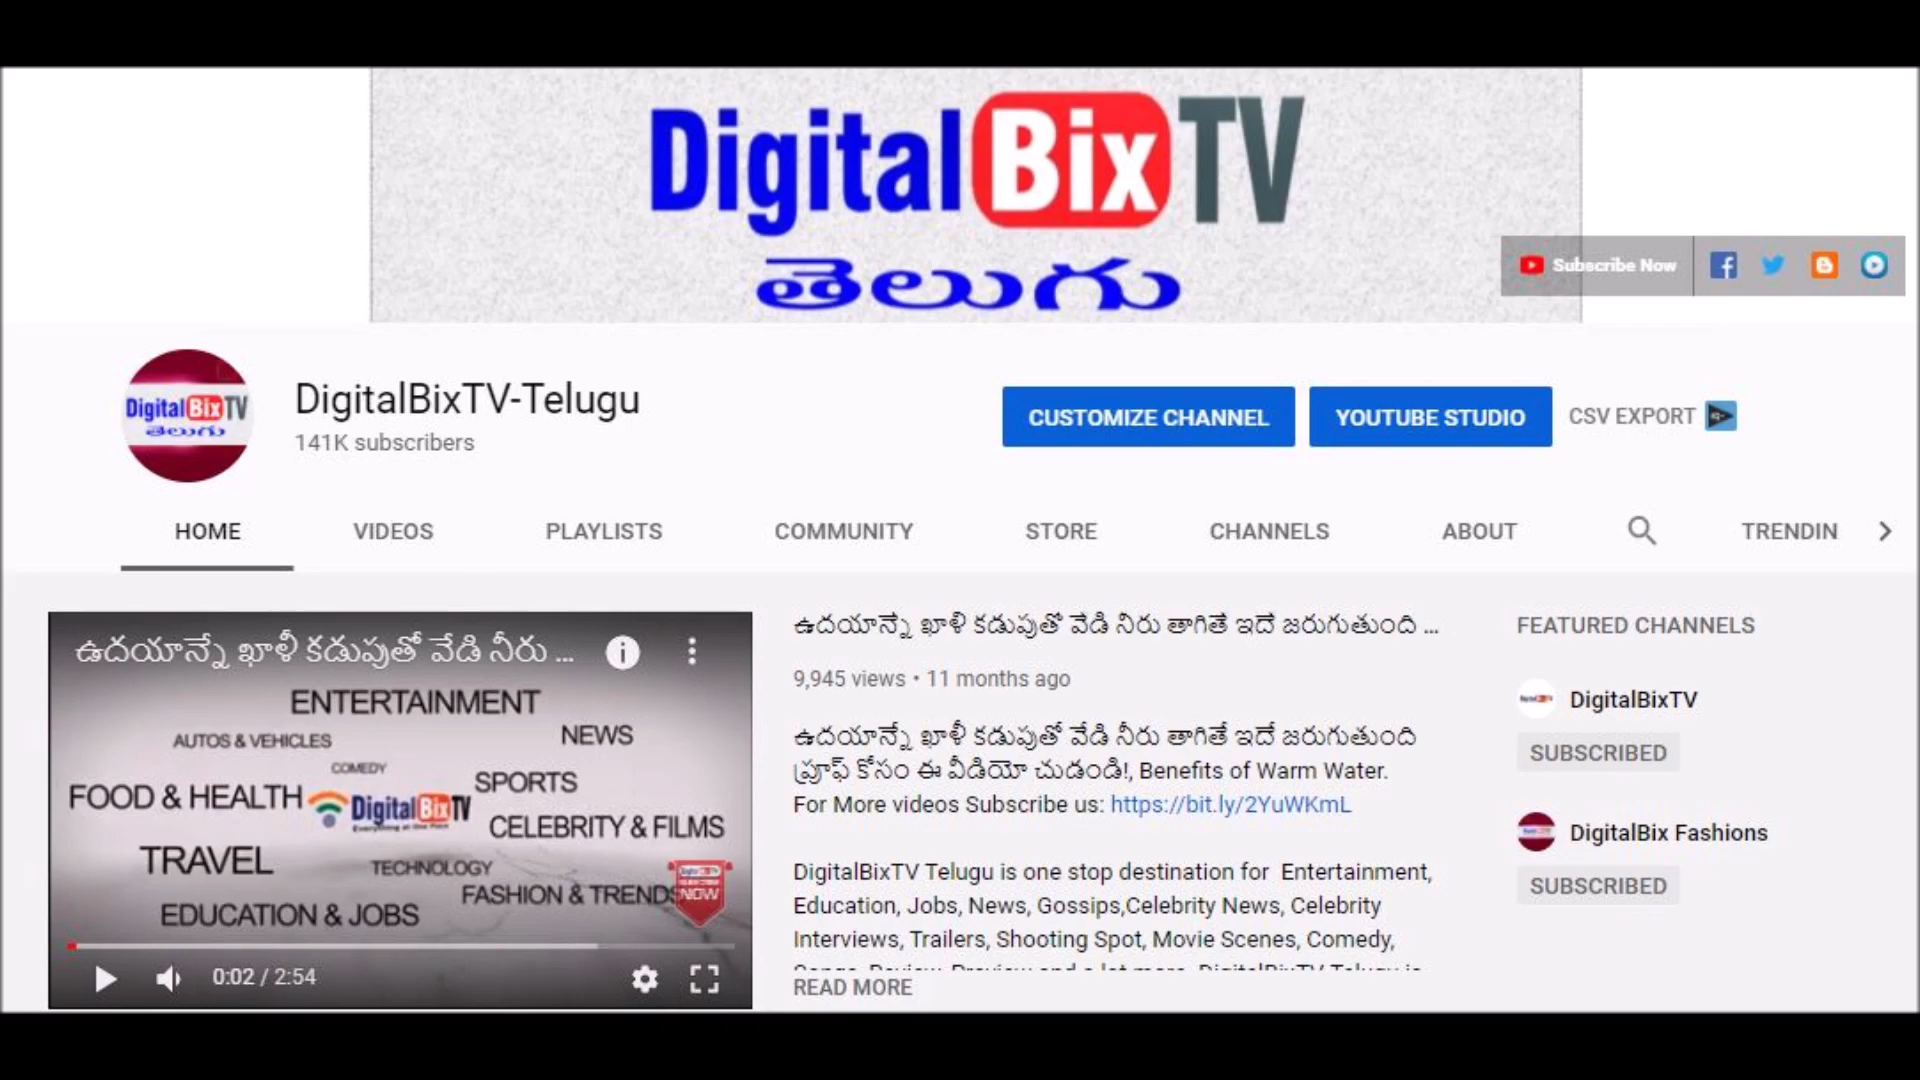 DigitalBixTV
తెలుగు
Subscribe Now
DigitalBixTV
తెలుగు
DigitalBixTV-Telugu
141K subscribers
CUSTOMIZE CHANNEL
YOUTUBE STUDIO
CSV EXPORT
HOME
VIDEOS
PLAYLISTS
COMMUNITY
STORE
CHANNELS
ABOUT
TRENDIN
ఉదయాన్నే ఖాళీ కడుపుతో వేడి నీరు ...
ENTERTAINMENT
AUTOS & VEHICLES
NEWS
COMEDY
FOOD & HEALTH
SPORTS
DigitalBixTV
Everything at One Place
CELEBRITY & FILMS
TRAVEL
TECHNOLOGY
FASHION & TRENDS
NOW
EDUCATION & JOBS
0:02 / 2:54
ఉదయాన్నే ఖాళీ కడుపుతో వేడి నీరు తాగితే ఇదే జరుగుతుంది ...
9,945 views • 11 months ago
ఉదయాన్నే ఖాళీ కడుపుతో వేడి నీరు తాగితే ఇదే జరుగుతుంది
ప్రూఫ్ కోసం ఈ వీడియో చుడండి!, Benefits of Warm Water.
For More videos Subscribe us: https://bit.ly/2YuWKmL
DigitalBixTV Telugu is one stop destination for Entertainment,
Education, Jobs, News, Gossips,Celebrity News, Celebrity
Interviews, Trailers, Shooting Spot, Movie Scenes, Comedy,
READ MORE
FEATURED CHANNELS
DigitalBixTV
SUBSCRIBED
DigitalBix Fashions
SUBSCRIBED